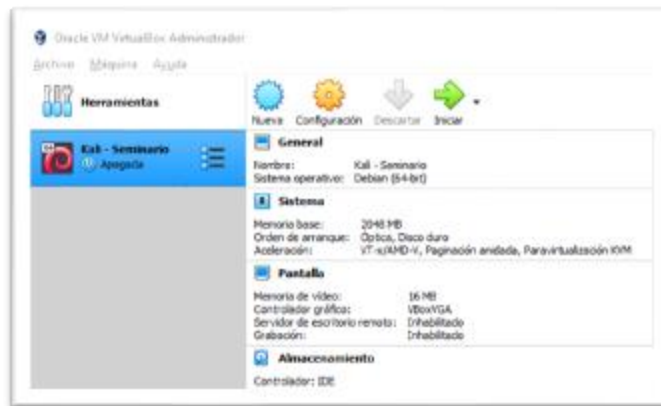 Oracle VM VirtualBox Administrador
Archivo Máquina Ayuda
Herramientas
Nueva Configuración Descartar Iniciar
Kali - Seminario
Apagada
General
Nombre: Kali - Seminario
Sistema operativo: Debian (64-bit)
Sistema
Memoria base: 2048 MB
Orden de arranque: Óptica, Disco duro
Aceleración: VT-x/AMD-V, Paginación anidada, Paravirtualización KVM
Pantalla
Memoria de vídeo: 16 MB
Controlador gráfico: VBoxVGA
Servidor de escritorio remoto: Inhabilitado
Grabación: Inhabilitado
Almacenamiento
Controlador: IDE